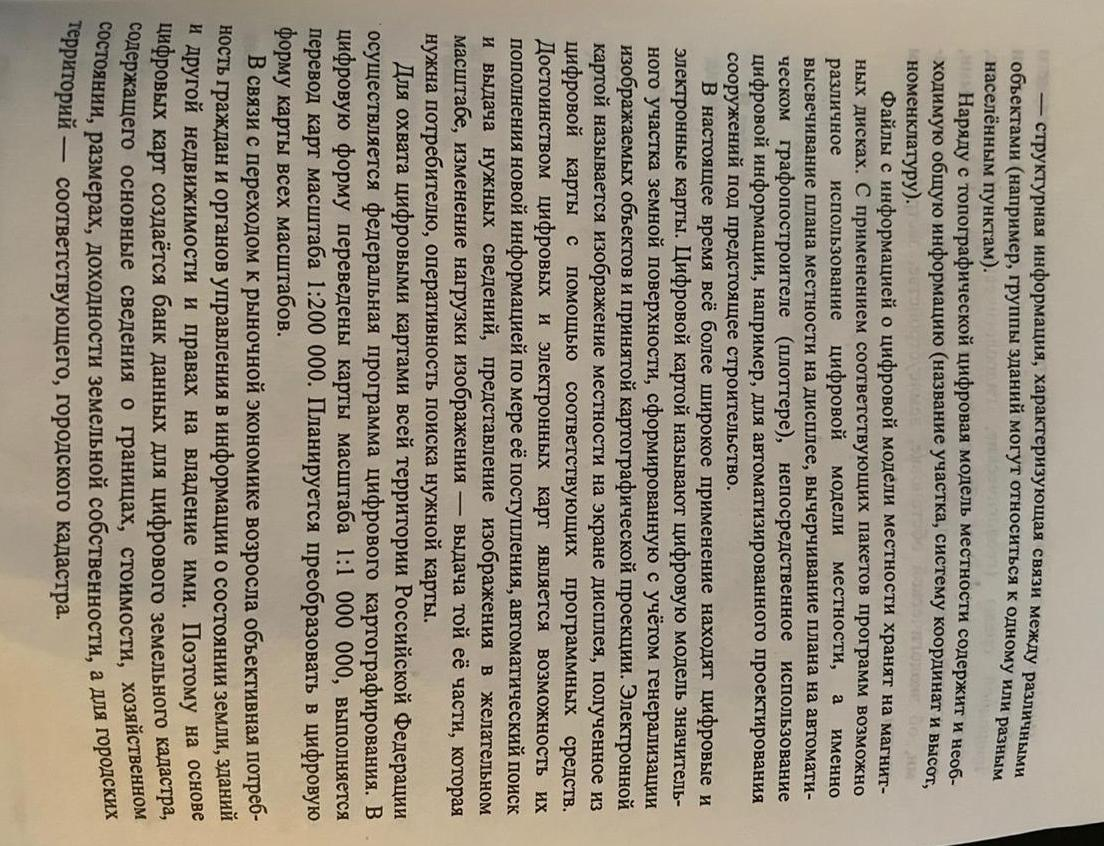 — структурная информация, характеризующая связи между различными
объектами (например, группы зданий могут относиться к одному или разным
населённым пунктам).
Наряду с топографической цифровая модель местности содержит и необ-
ходимую общую информацию (название участка, систему координат и высот,
номенклатуру).
Файлы с информацией о цифровой модели местности хранят на магнит-
ных дисках. С применением соответствующих пакетов программ возможно
различное использование цифровой модели местности, а именно
высвечивание плана местности на дисплее, вычерчивание плана на автомати-
ческом графопостроителе (плоттере), непосредственное использование
цифровой информации, например, для автоматизированного проектирования
сооружений под предстоящее строительство.
В настоящее время всё более широкое применение находят цифровые и
электронные карты. Цифровой картой называют цифровую модель значитель-
ного участка земной поверхности, сформированную с учётом генерализации
изображаемых объектов и принятой картографической проекции. Электронной
картой называется изображение местности на экране дисплея, полученное из
цифровой карты с помощью соответствующих программных средств.
Достоинством цифровых и электронных карт является возможность их
пополнения новой информацией по мере её поступления, автоматический поиск
и выдача нужных сведений, представление изображения в желательном
масштабе, изменение нагрузки изображения — выдача той её части, которая
нужна потребителю, оперативность поиска нужной карты.
Для охвата цифровыми картами всей территории Российской Федерации
осуществляется федеральная программа цифрового картографирования. В
цифровую форму переведены карты масштаба 1:1 000 000, выполняется
перевод карт масштаба 1:200 000. Планируется преобразовать в цифровую
форму карты всех масштабов.
В связи с переходом к рыночной экономике возросла объективная потреб-
ность граждан и органов управления в информации о состоянии земли, зданий
и другой недвижимости и правах на владение ими. Поэтому на основе
цифровых карт создаётся банк данных для цифрового земельного кадастра,
содержащего основные сведения о границах, стоимости, хозяйственном
состоянии, размерах, доходности земельной собственности, а для городских
территорий — соответствующего, городского кадастра.